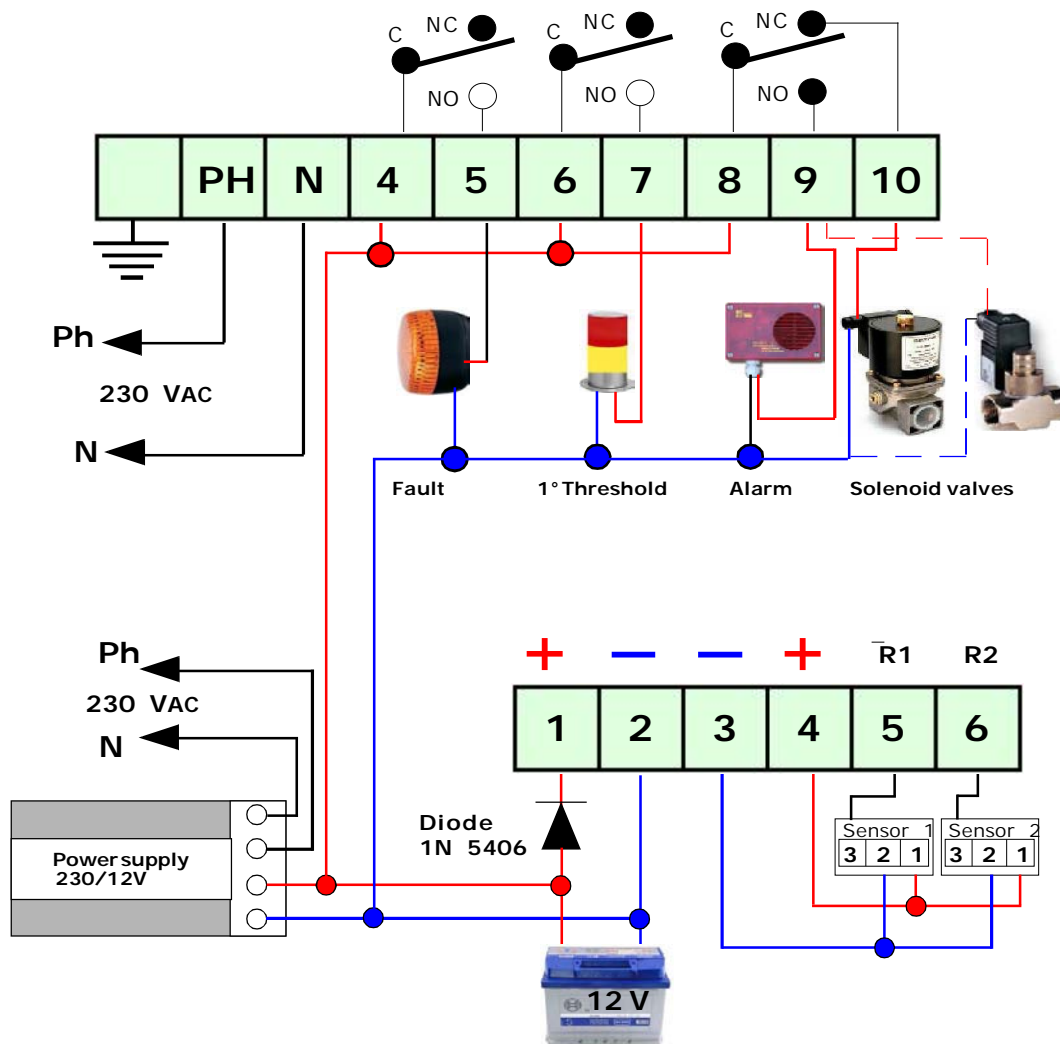 C NC C NC C NC
NO NO NO
PH N 4 5 6 7 8 9 10
Ph
230 VAC
N
Fault 1° Threshold Alarm Solenoid valves
Ph
230 VAC
N
+ — — + R1 R2
1 2 3 4 5 6
Diode
1N 5406
Sensor 1 Sensor 2
3 2 1 3 2 1
Power supply
230/12V
12 V